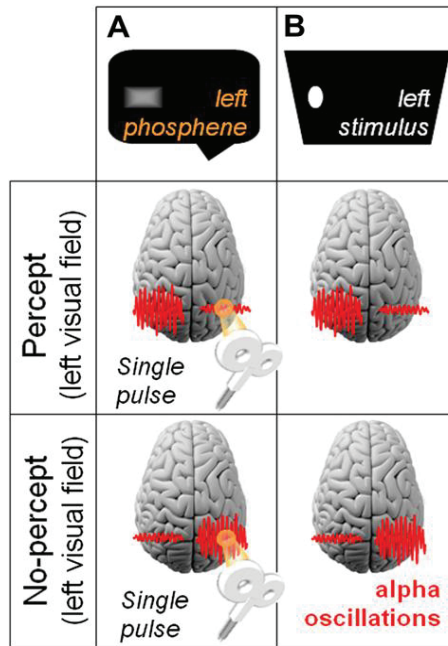 A
B
left
phosphene
left
stimulus
Percept
(left visual field)
Single
pulse
No-percept
(left visual field)
Single
pulse
alpha
oscillations